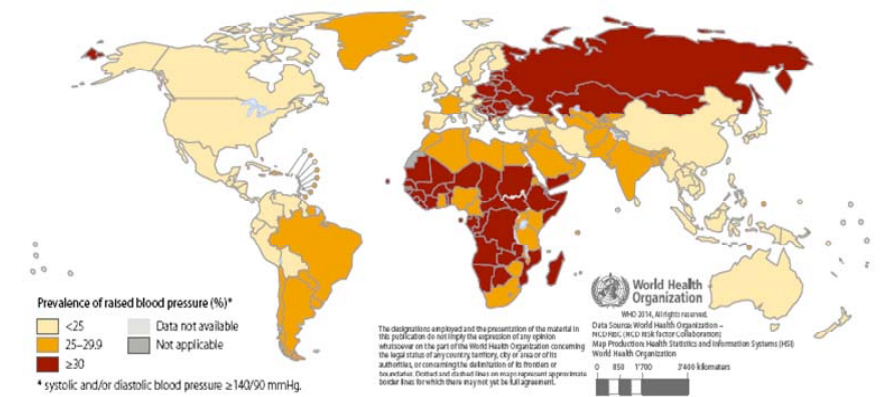 Prevalence of raised blood pressure (%)*
<25
25–29.9
≥30
Data not available
Not applicable
* systolic and/or diastolic blood pressure ≥140/90 mmHg.
The designations employed and the presentation of the material in
this publication do not imply the expression of any opinion
whatsoever on the part of the World Health Organization concerning
the legal status of any country, territory, city or area or of its
authorities, or concerning the delimitation of its frontiers or
boundaries. Dotted and dashed lines on maps represent approximate
border lines for which there may not yet be full agreement.
World Health
Organization
WHO 2014, All rights reserved.
Data Source: World Health Organization –
NCD-RisC (NCD Risk factor Collaboration)
Map Production: Health Statistics and Information Systems (HSI)
World Health Organization
0 850 1'700 3'400 kilometers